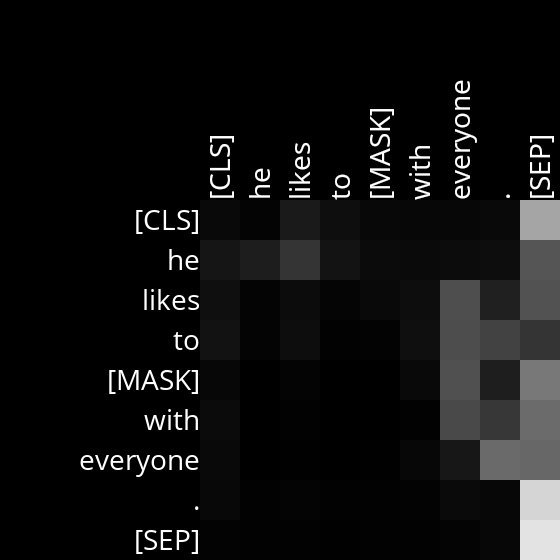 [CLS]
he
likes
to
[MASK]
with
everyone
.
[SEP]
[CLS]
he
likes
to
[MASK]
with
everyone
.
[SEP]